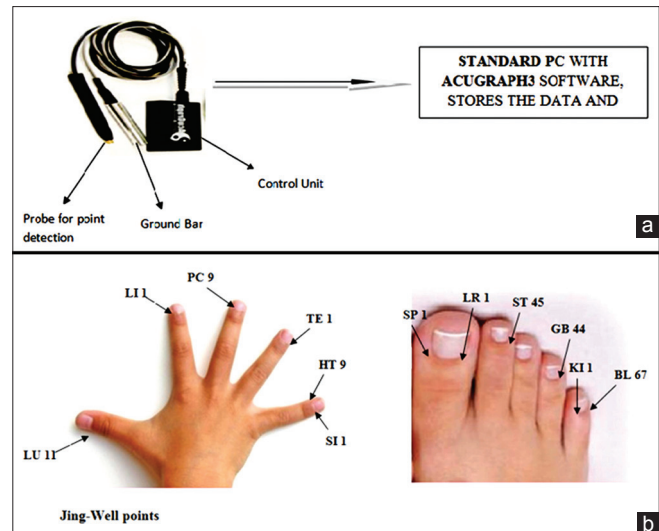 STANDARD PC WITH
ACUGRAPH3 SOFTWARE,
STORES THE DATA AND
Control Unit
Probe for point
detection
Ground Bar
a
PC 9
LI 1
TE 1
HT 9
SI 1
LU 11
LR 1
ST 45
SP 1
GB 44
KI 1
BL 67
Jing-Well points
b